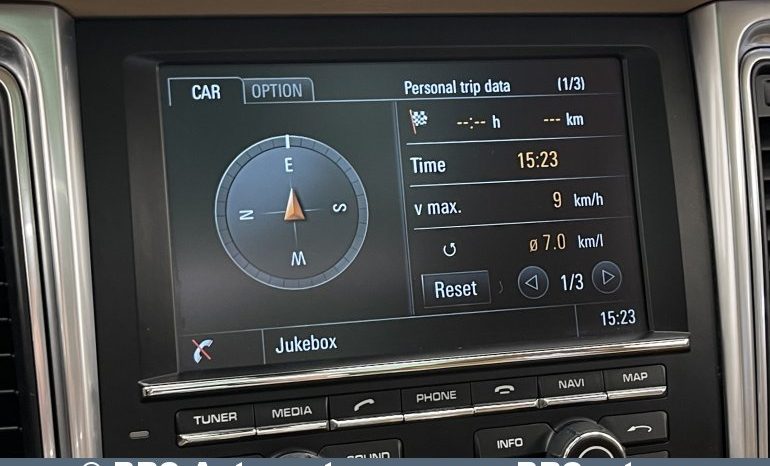 CAR OPTION Personal trip data (1/3)
--:-- h --- km
E
Time 15:23
N S
v max. 9 km/h
W
ø 7.0 km/l
Reset 1/3
Jukebox 15:23
TUNER MEDIA PHONE NAVI MAP
SOUND INFO